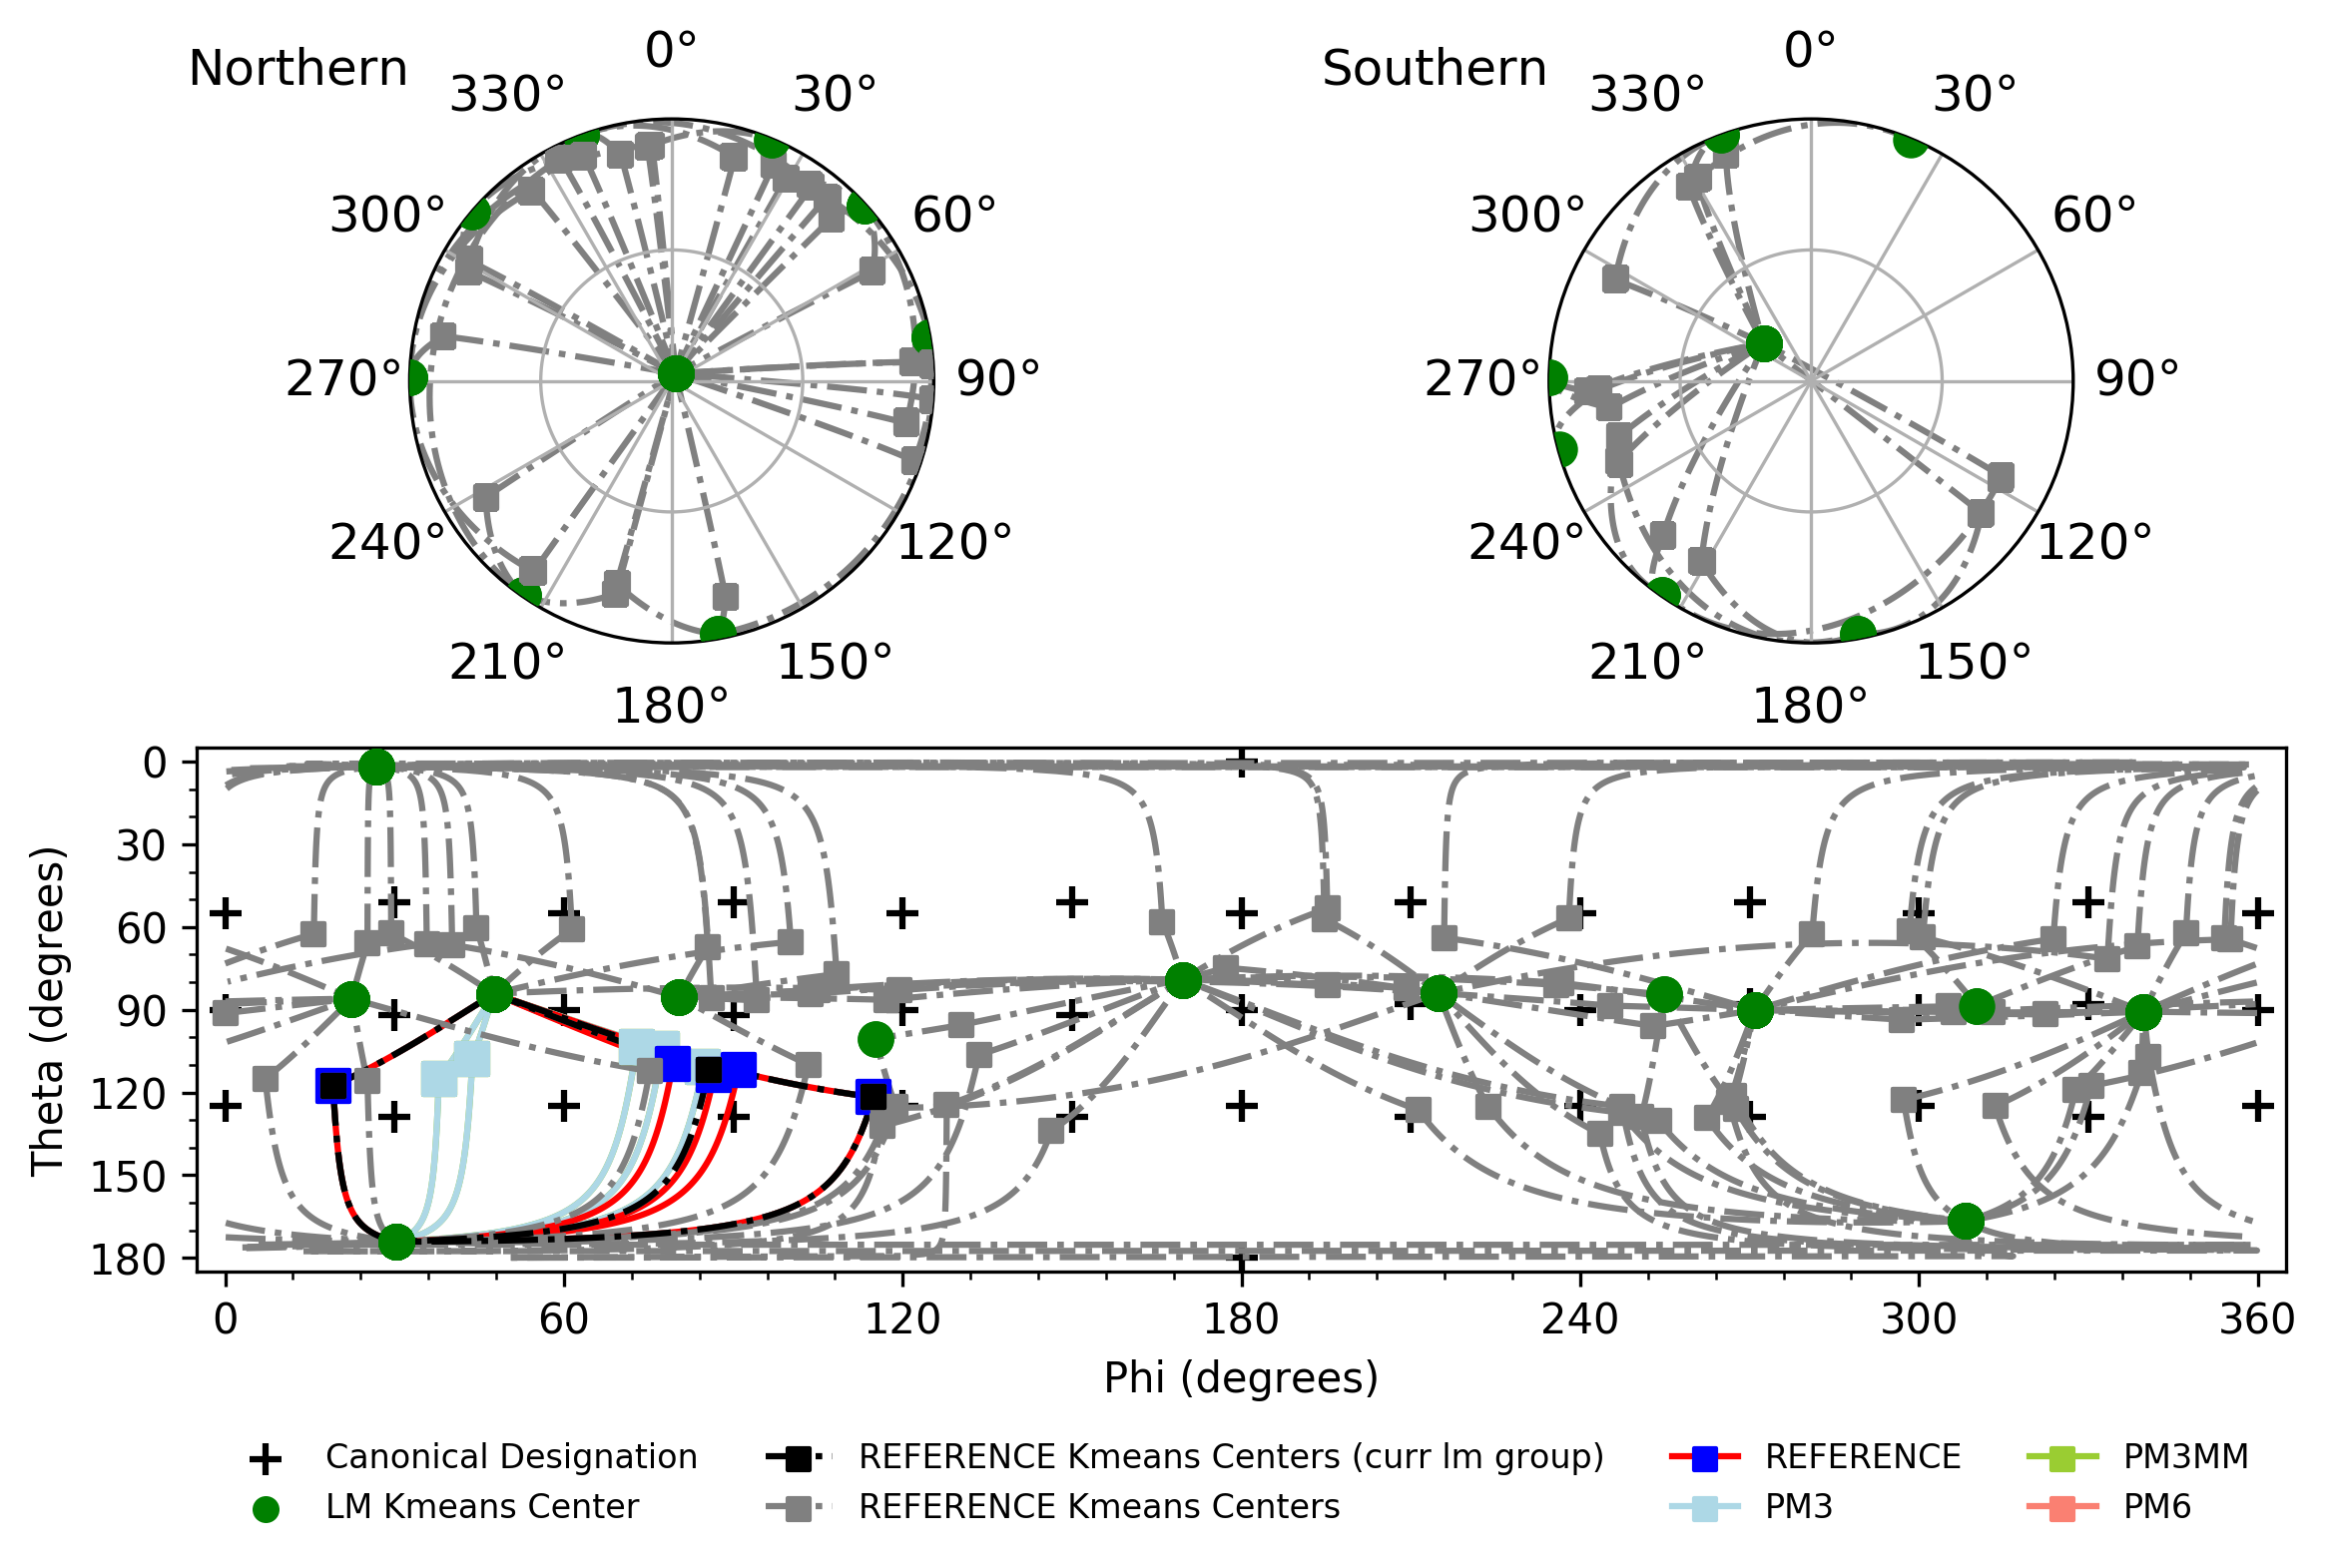 Northern
0°
30°
60°
90°
120°
150°
180°
210°
240°
270°
300°
330°
Southern
0°
30°
60°
90°
120°
150°
180°
210°
240°
270°
300°
330°
Theta (degrees)
0
30
60
90
120
150
180
0 60 120 180 240 300 360
Phi (degrees)
Canonical Designation
LM Kmeans Center
REFERENCE Kmeans Centers (curr lm group)
REFERENCE Kmeans Centers
REFERENCE
PM3
PM3MM
PM6